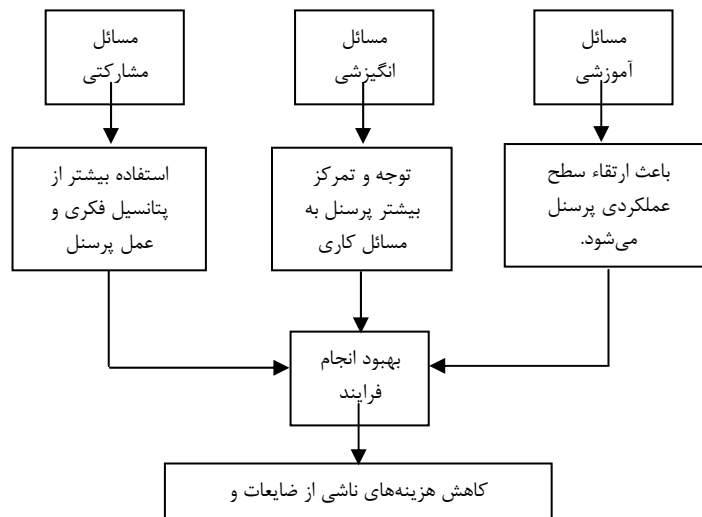 مسائل
آموزشی
مسائل
انگیزشی
مسائل
مشارکتی
باعث ارتقاء سطح
عملکردی پرسنل
می‌شود.
توجه و تمرکز
بیشتر پرسنل به
مسائل کاری
استفاده بیشتر از
پتانسیل فکری و
عمل پرسنل
بهبود انجام
فرایند
کاهش هزینه‌های ناشی از ضایعات و